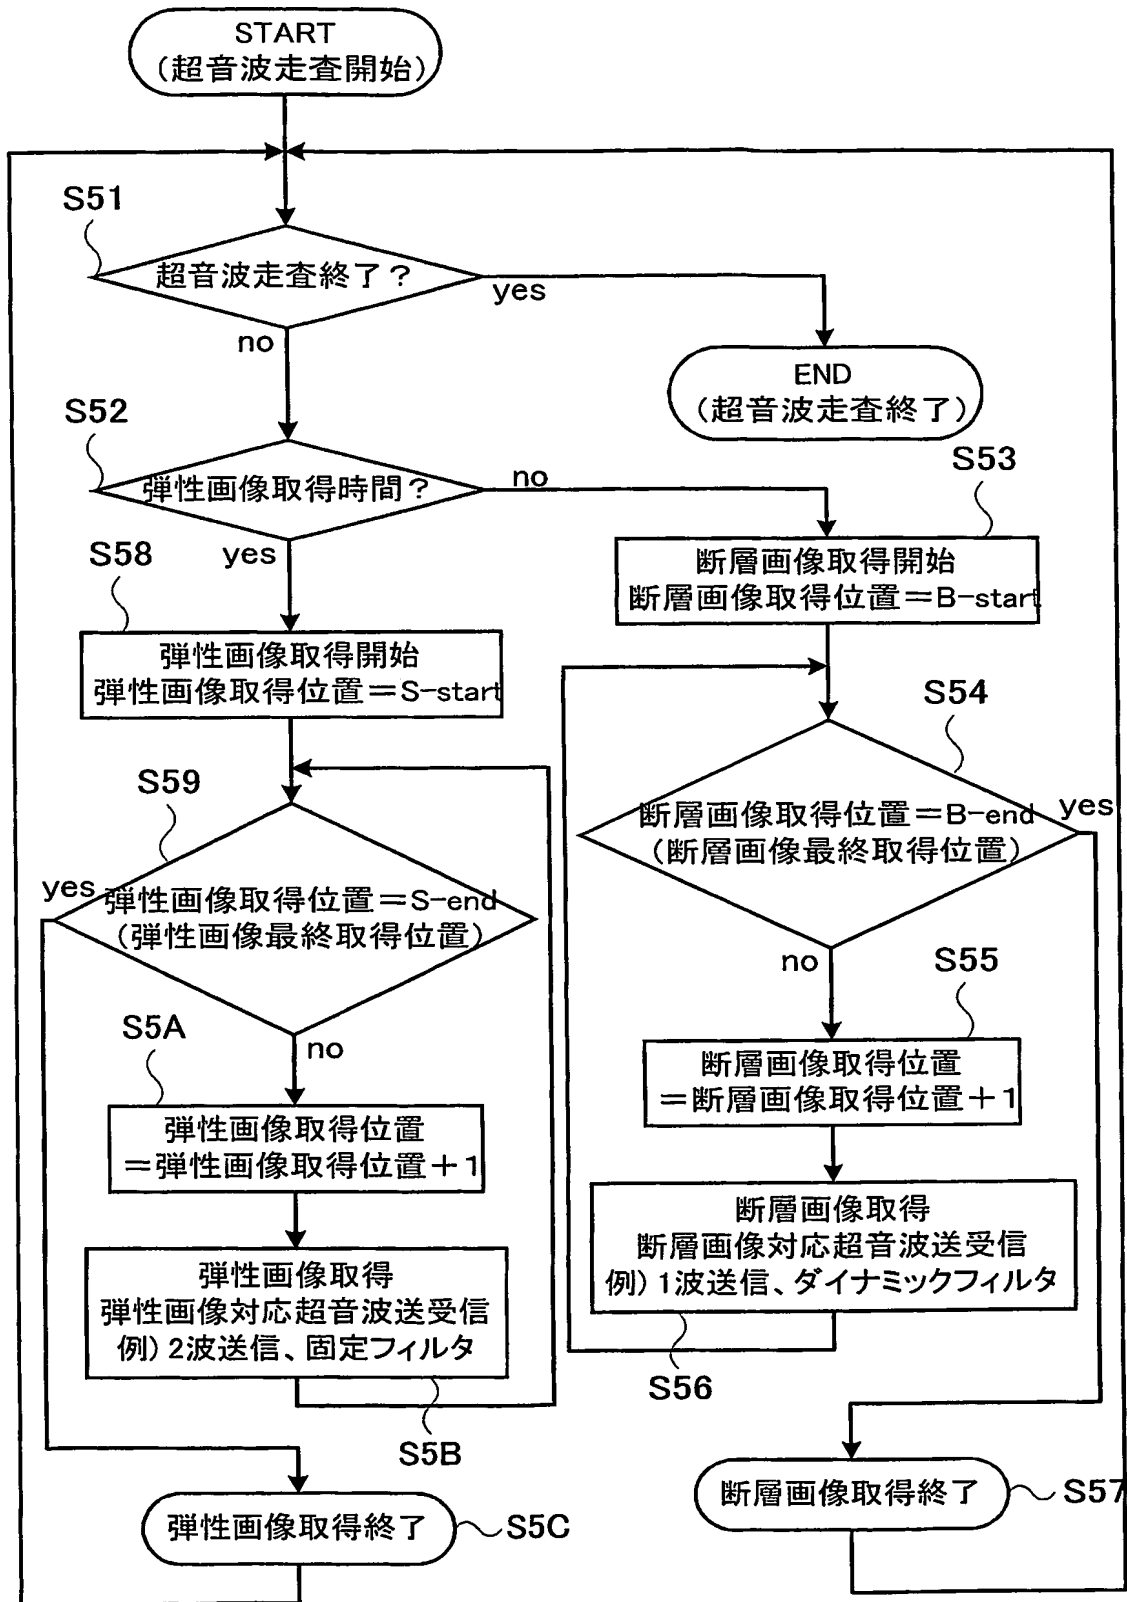 START
（超音波走査開始）
S51
超音波走査終了？
yes
no
END
（超音波走査終了）
S52
弾性画像取得時間？
no
yes
S53
断層画像取得開始
断層画像取得位置＝B-start
S58
弾性画像取得開始
弾性画像取得位置＝S-start
S54
断層画像取得位置＝B-end
（断層画像最終取得位置）
yes
no
S59
yes
弾性画像取得位置＝S-end
（弾性画像最終取得位置）
no
S55
断層画像取得位置
＝断層画像取得位置＋1
S5A
弾性画像取得位置
＝弾性画像取得位置＋1
断層画像取得
断層画像対応超音波送受信
例）1波送信、ダイナミックフィルタ
S56
弾性画像取得
弾性画像対応超音波送受信
例）2波送信、固定フィルタ
S5B
断層画像取得終了
S57
弾性画像取得終了
S5C